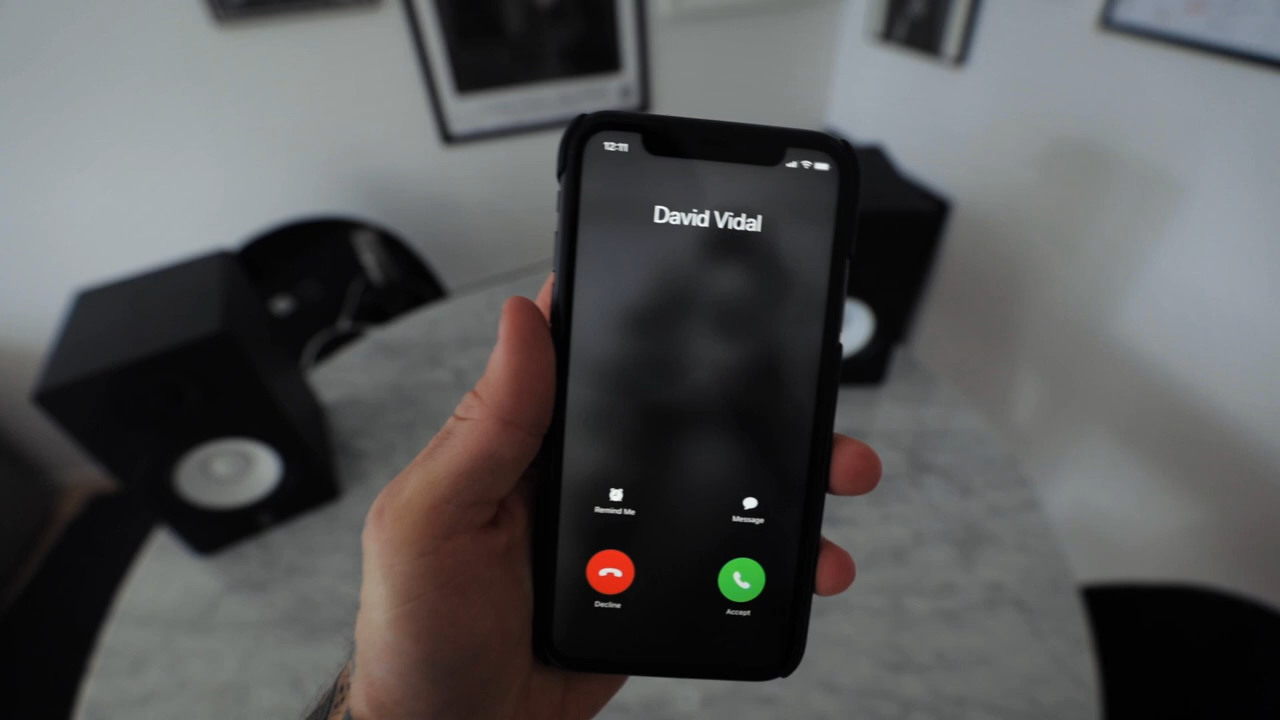 12:11
David Vidal
Remind Me
Message
Decline
Accept